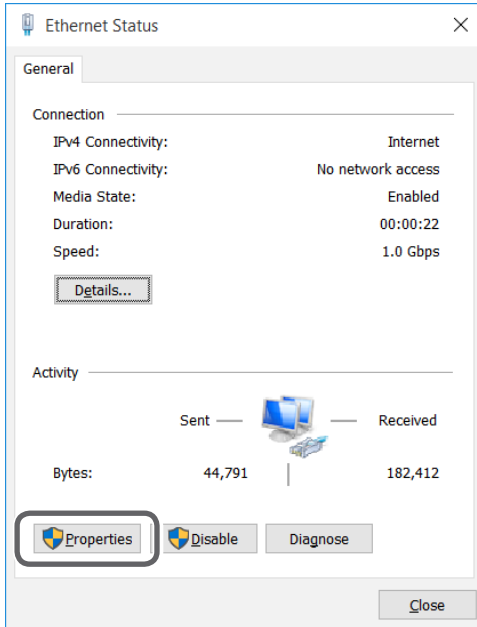 Ethernet Status
General
Connection
IPv4 Connectivity: Internet
IPv6 Connectivity: No network access
Media State: Enabled
Duration: 00:00:22
Speed: 1.0 Gbps
Details...
Activity
Sent — — Received
Bytes: 44,791 182,412
Properties Disable Diagnose
Close